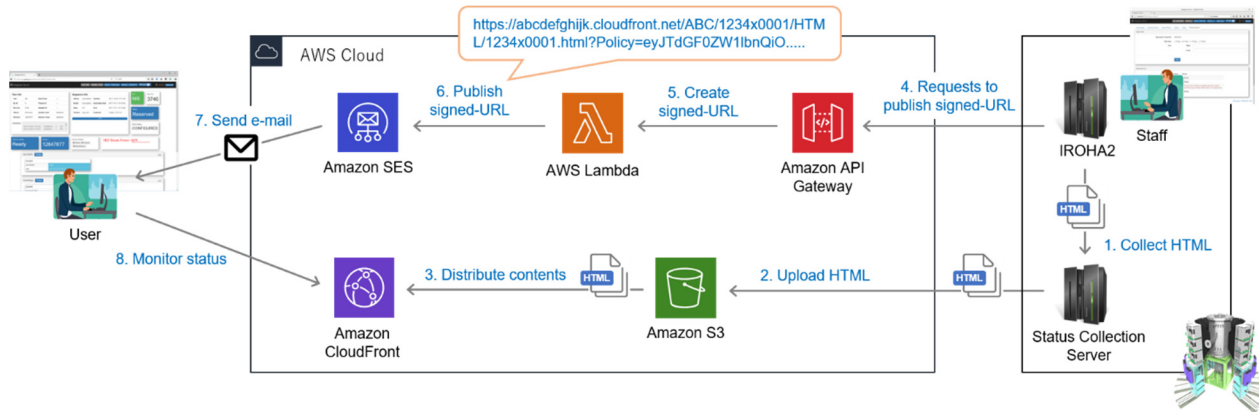 https://abcdefghijk.cloudfront.net/ABC/1234x0001/HTM
L/1234x0001.html?Policy=eyJTdGF0ZW1lbnQiO.....
AWS Cloud
6. Publish
signed-URL
5. Create
signed-URL
4. Requests to
publish signed-URL
7. Send e-mail
Amazon SES
AWS Lambda
Amazon API
Gateway
IROHA2
Staff
User
HTML
1. Collect HTML
8. Monitor status
3. Distribute contents
HTML
2. Upload HTML
HTML
Amazon
CloudFront
Amazon S3
Status Collection
Server